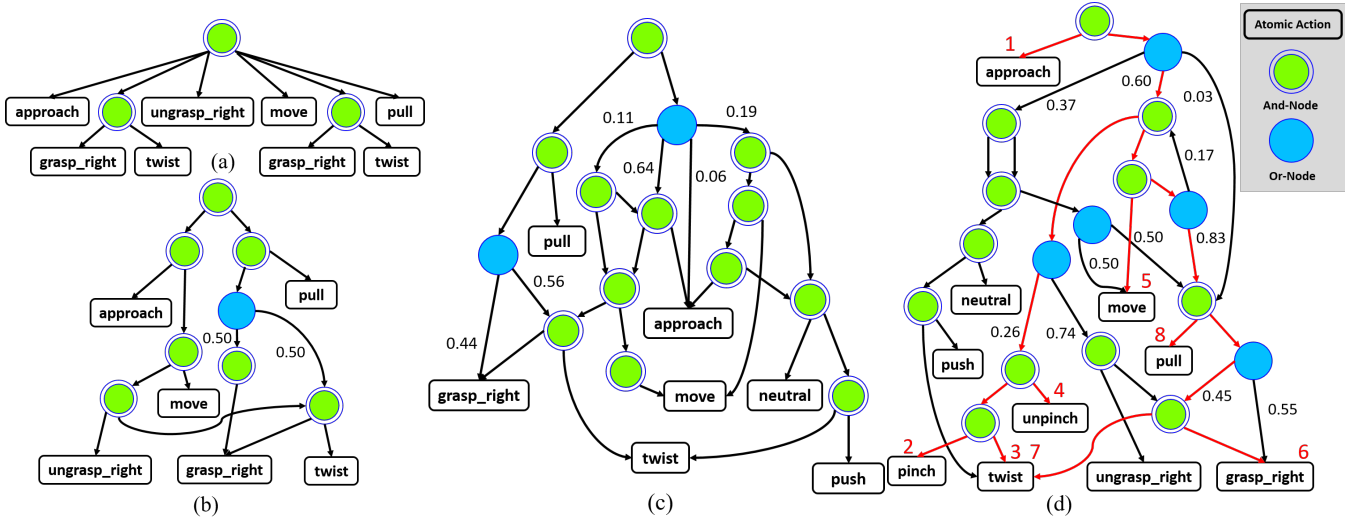 approach
ungrasp_right
move
pull
grasp_right
twist
grasp_right
twist
(a)
approach
pull
0.50
0.50
move
ungrasp_right
grasp_right
twist
(b)
0.11
0.19
0.64
0.06
pull
0.56
approach
0.44
grasp_right
move
neutral
twist
push
(c)
1
approach
0.60
0.03
0.37
0.17
0.50
0.83
0.50
5
neutral
move
0.26
0.74
8
push
pull
4
0.45
0.55
unpinch
2
3 7
6
pinch
twist
ungrasp_right
grasp_right
(d)
Atomic Action
And-Node
Or-Node